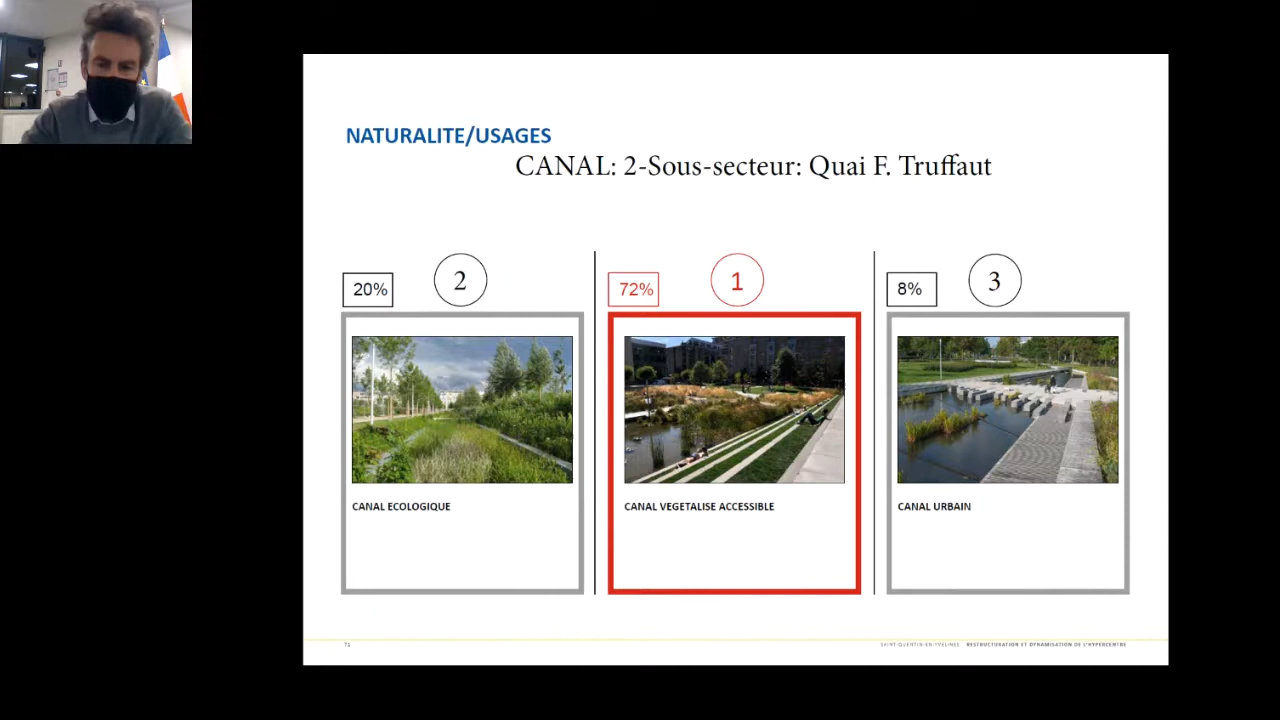 NATURALITE/USAGES
CANAL: 2-Sous-secteur: Quai F. Truffaut
20%
2
72%
1
8%
3
CANAL ECOLOGIQUE
CANAL VEGETALISE ACCESSIBLE
CANAL URBAIN
71
SAINT-QUENTIN-EN-YVELINES RESTRUCTURATION ET DYNAMISATION DE L'HYPERCENTRE